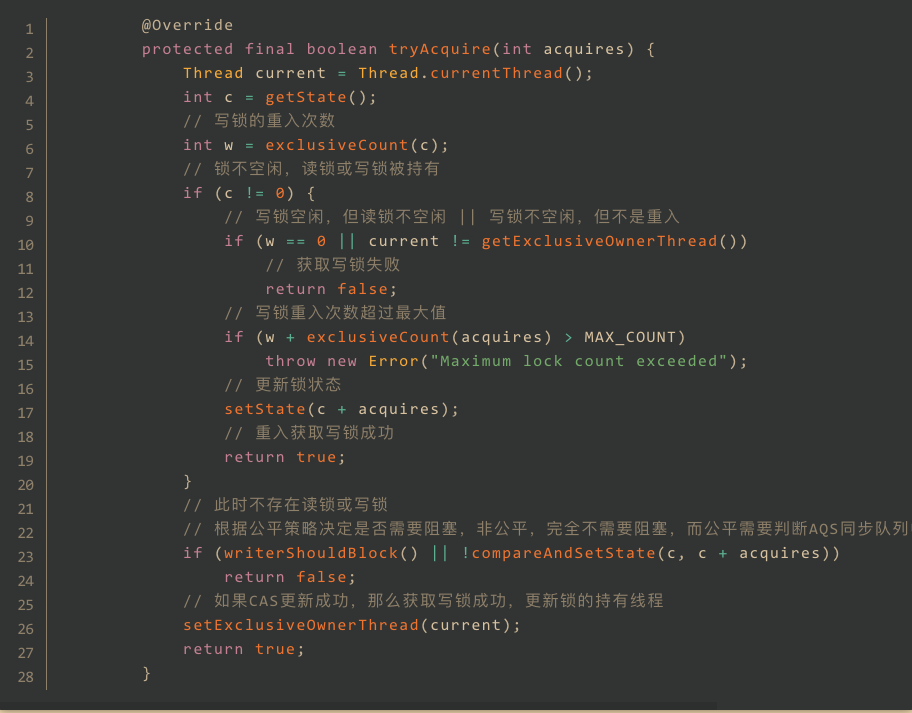 1 @Override
2 protected final boolean tryAcquire(int acquires) {
3 Thread current = Thread.currentThread();
4 int c = getState();
5 // 写锁的重入次数
6 int w = exclusiveCount(c);
7 // 锁不空闲，读锁或写锁被持有
8 if (c != 0) {
9 // 写锁空闲，但读锁不空闲 || 写锁不空闲，但不是重入
10 if (w == 0 || current != getExclusiveOwnerThread())
11 // 获取写锁失败
12 return false;
13 // 写锁重入次数超过最大值
14 if (w + exclusiveCount(acquires) > MAX_COUNT)
15 throw new Error("Maximum lock count exceeded");
16 // 更新锁状态
17 setState(c + acquires);
18 // 重入获取写锁成功
19 return true;
20 }
21 // 此时不存在读锁或写锁
22 // 根据公平策略决定是否需要阻塞，非公平，完全不需要阻塞，而公平需要判断AQS同步队列
23 if (writerShouldBlock() || !compareAndSetState(c, c + acquires))
24 return false;
25 // 如果CAS更新成功，那么获取写锁成功，更新锁的持有线程
26 setExclusiveOwnerThread(current);
27 return true;
28 }